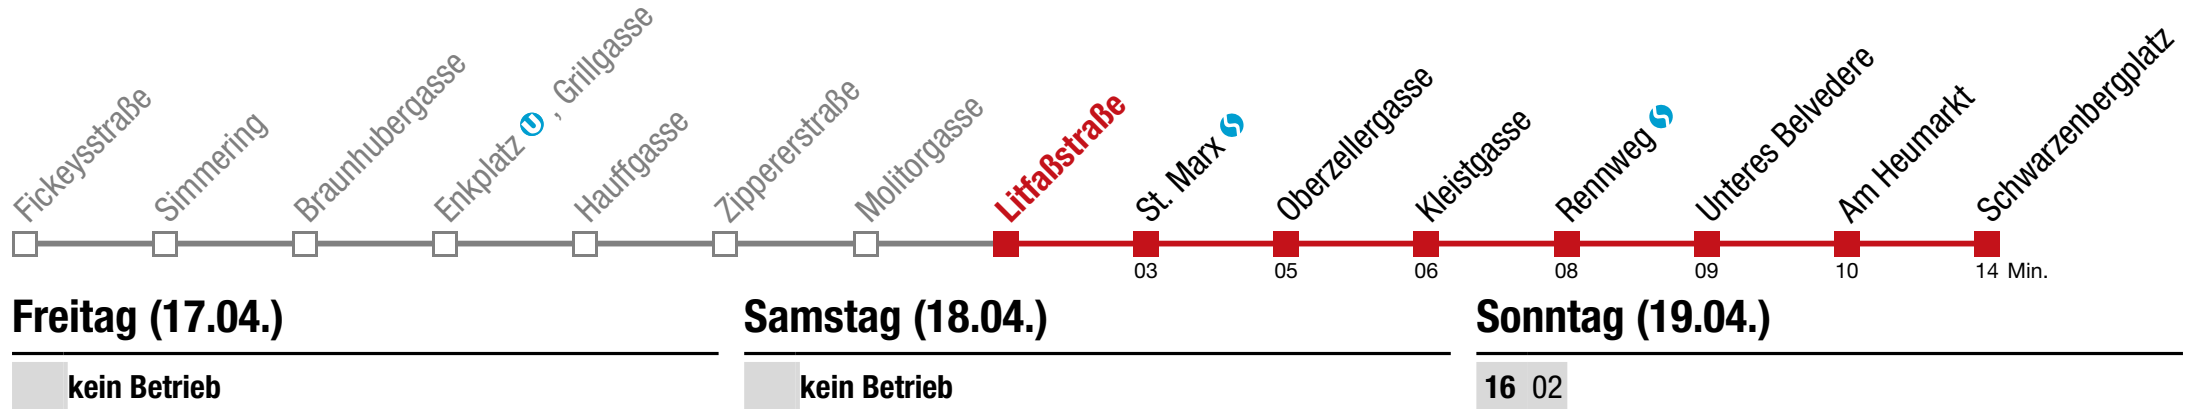 Fickeysstraße
Simmering
Braunhubergasse
Enkplatz U, Grillgasse
Hauffgasse
Zippererstraße
Molitorgasse
Litfaßstraße
St. Marx
Oberzellergasse
Kleistgasse
Rennweg
Unteres Belvedere
Am Heumarkt
Schwarzenbergplatz
03 05 06 08 09 10 14 Min.
Freitag (17.04.)
kein Betrieb
Samstag (18.04.)
kein Betrieb
Sonntag (19.04.)
16 02